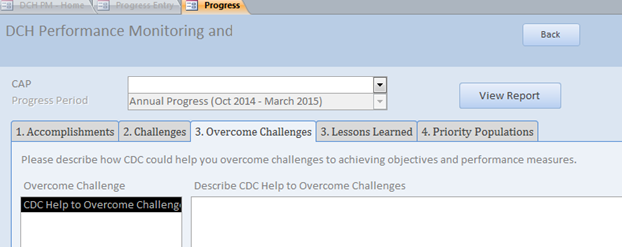 DCH PM - Home Progress Entry Progress
DCH Performance Monitoring and
Back
CAP
Progress Period Annual Progress (Oct 2014 - March 2015)
View Report
1. Accomplishments 2. Challenges 3. Overcome Challenges 3. Lessons Learned 4. Priority Populations
Please describe how CDC could help you overcome challenges to achieving objectives and performance measures.
Overcome Challenge Describe CDC Help to Overcome Challenges
CDC Help to Overcome Challenge